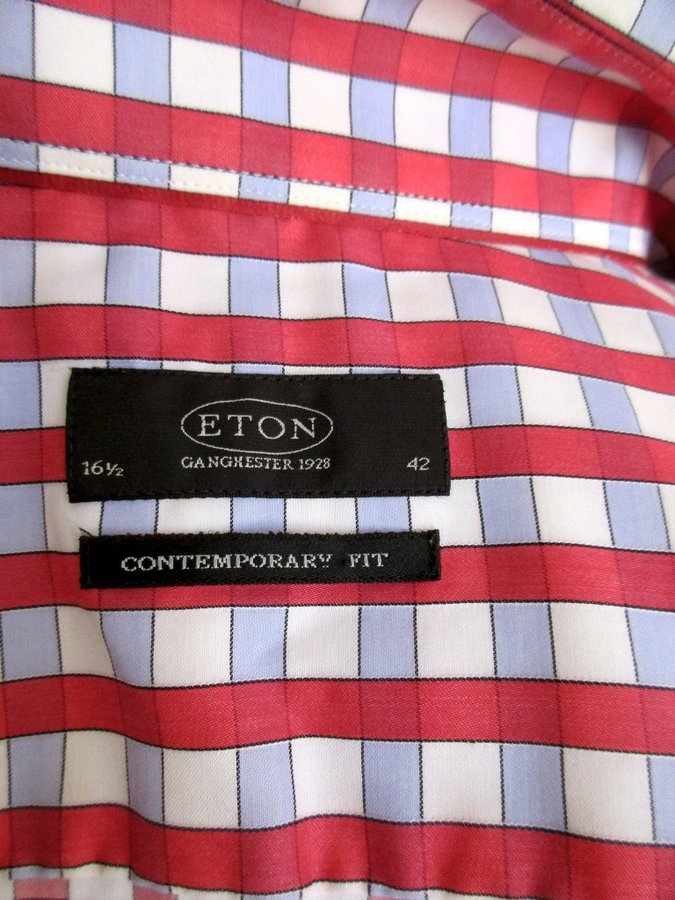 ETON
GANGHESTER 1928
16½ 42
CONTEMPORARY FIT